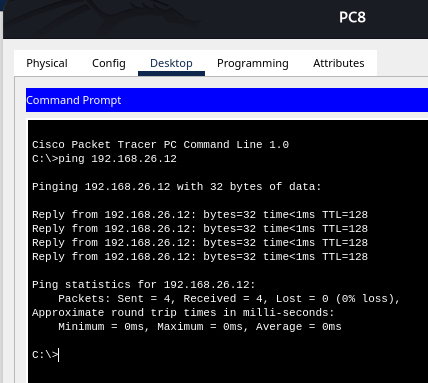 PC8
Physical Config Desktop Programming Attributes
Command Prompt
Cisco Packet Tracer PC Command Line 1.0
C:\>ping 192.168.26.12
Pinging 192.168.26.12 with 32 bytes of data:
Reply from 192.168.26.12: bytes=32 time<1ms TTL=128
Reply from 192.168.26.12: bytes=32 time<1ms TTL=128
Reply from 192.168.26.12: bytes=32 time<1ms TTL=128
Reply from 192.168.26.12: bytes=32 time<1ms TTL=128
Ping statistics for 192.168.26.12:
Packets: Sent = 4, Received = 4, Lost = 0 (0% loss),
Approximate round trip times in milli-seconds:
Minimum = 0ms, Maximum = 0ms, Average = 0ms
C:\>